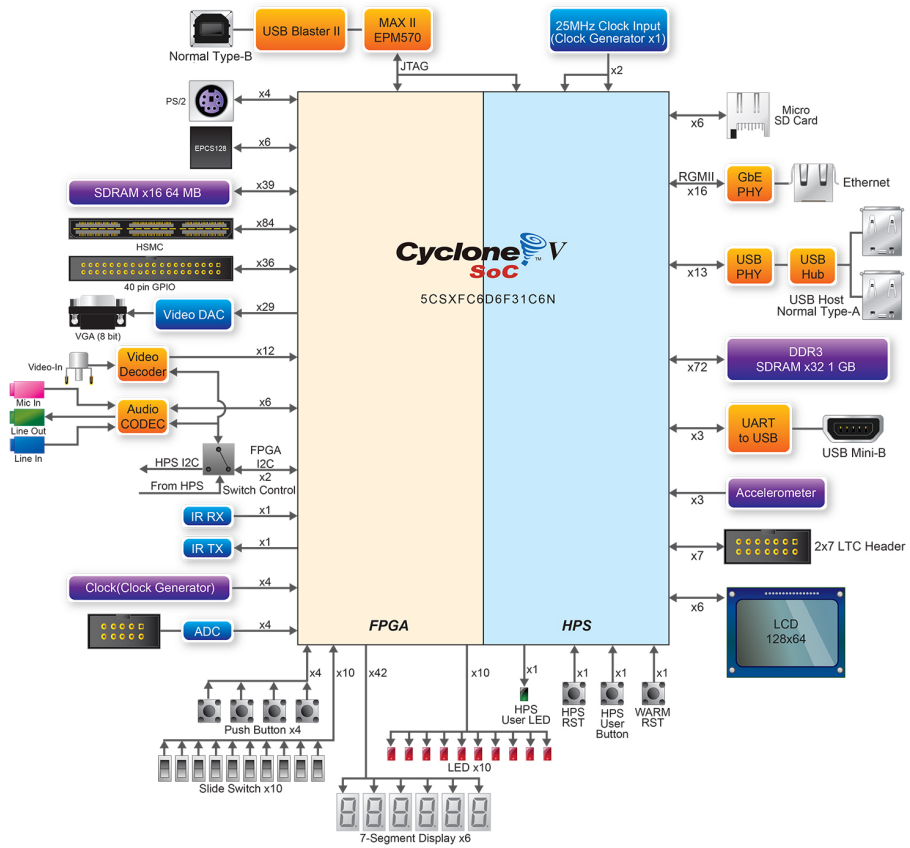 Normal Type-B
USB Blaster II
MAX II
EPM570
JTAG
25MHz Clock Input
(Clock Generator x1)
x2
PS/2
x4
EPCS128
x6
SDRAM x16 64 MB
x39
x84
HSMC
x36
40 pin GPIO
Video DAC
x29
VGA (8 bit)
Video-In
Video
Decoder
x12
Mic In
Line Out
Line In
Audio
CODEC
x6
HPS I2C
FPGA
I2C
x2
From HPS
Switch Control
IR RX
x1
IR TX
x1
Clock(Clock Generator)
x4
ADC
x4
Cyclone V
SoC
TM
5CSXFC6D6F31C6N
FPGA
HPS
x6
Micro
SD Card
RGMII
x16
GbE
PHY
Ethernet
x13
USB
PHY
USB
Hub
USB Host
Normal Type-A
x72
DDR3
SDRAM x32 1 GB
x3
UART
to USB
USB Mini-B
x3
Accelerometer
x7
2x7 LTC Header
x6
LCD
128x64
x4
x10
x42
x10
x1
x1
x1
x1
Push Button x4
Slide Switch x10
7-Segment Display x6
LED x10
HPS
User LED
HPS
RST
HPS
User
Button
WARM
RST